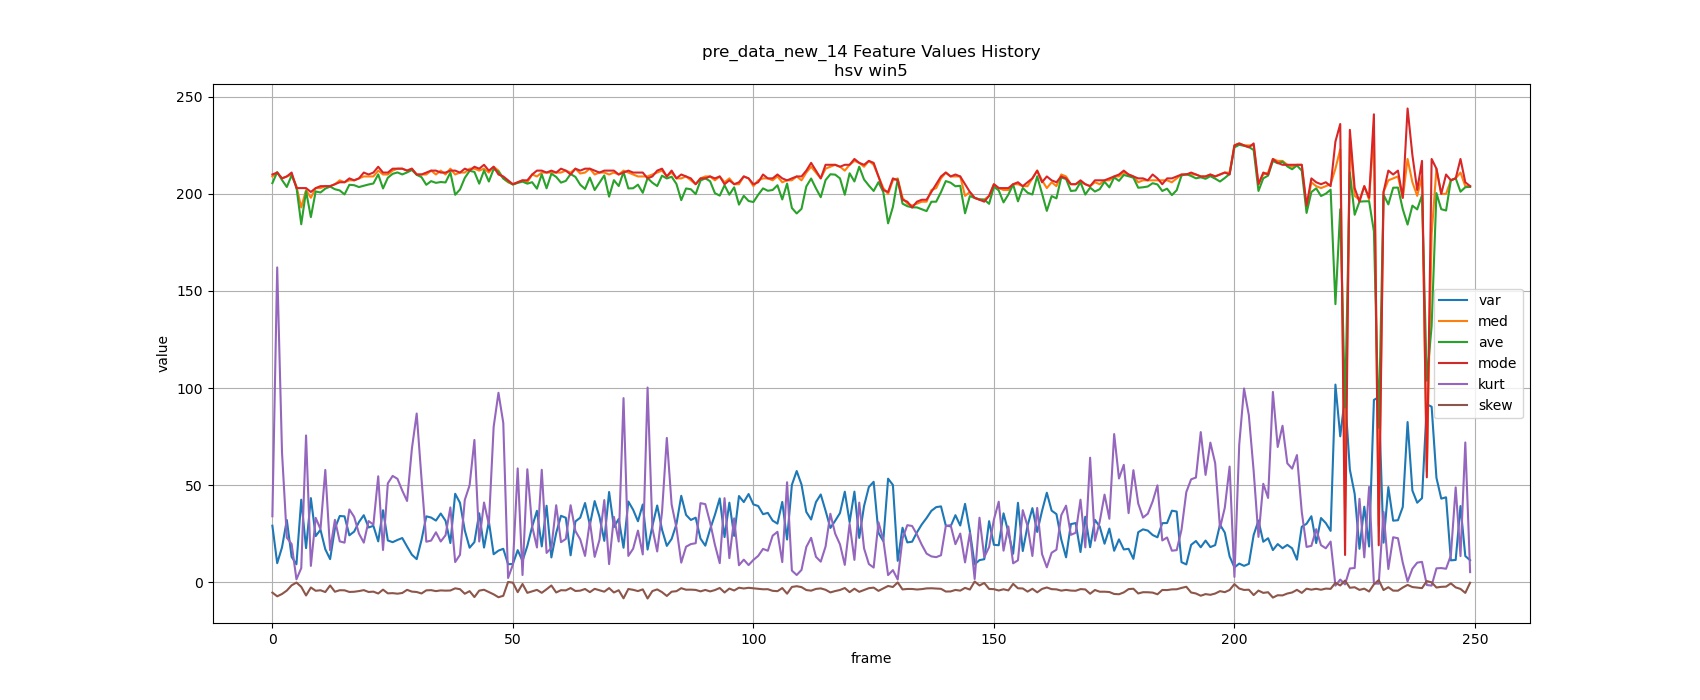 pre_data_new_14 Feature Values History
hsv win5
250
200
150
100
50
0
value
var
med
ave
mode
kurt
skew
0
50
100
150
200
250
frame